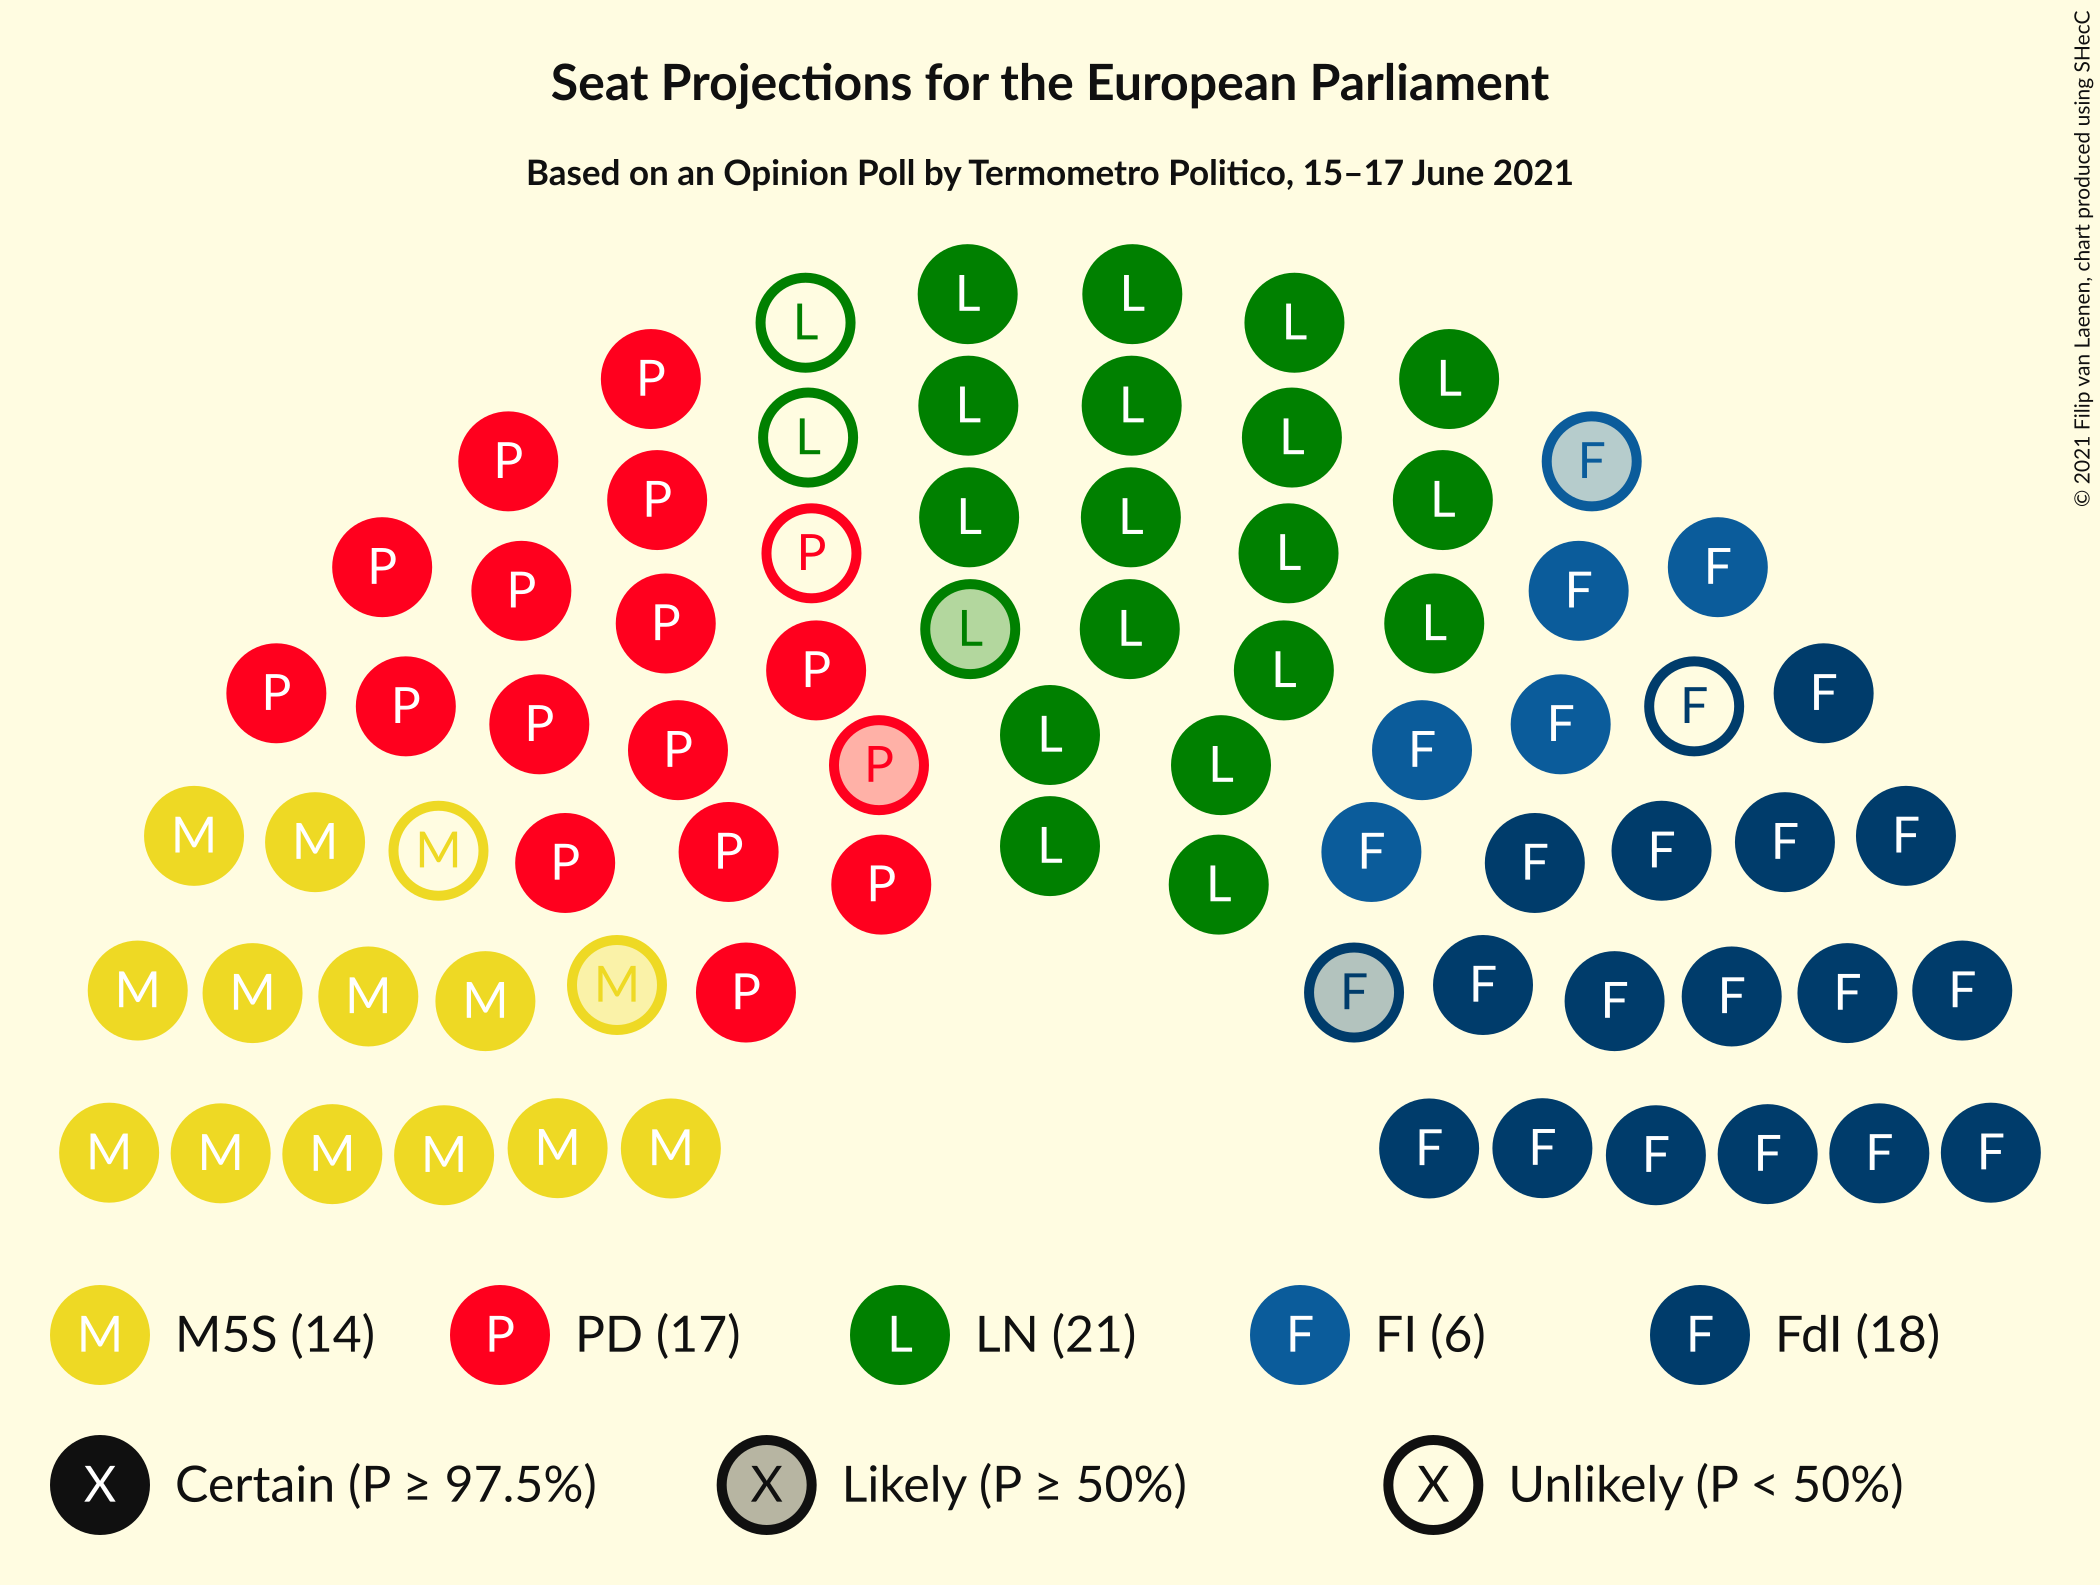 Seat Projections for the European Parliament
Based on an Opinion Poll by Termometro Politico, 15–17 June 2021
© 2021 Filip van Laenen, chart produced using SHecC
L L L L
P L
L L L L
P F
P L
P L L L
P F
P F
P L L L
P L
P P F F
P L F
P P L F
M M M P P P L L F F F F F
M M M M M P F F F F F F
M M M M M M F F F F F F
M M5S (14) P PD (17) L LN (21) F FI (6) F FdI (18)
X Certain (P ≥ 97.5%) X Likely (P ≥ 50%) X Unlikely (P < 50%)